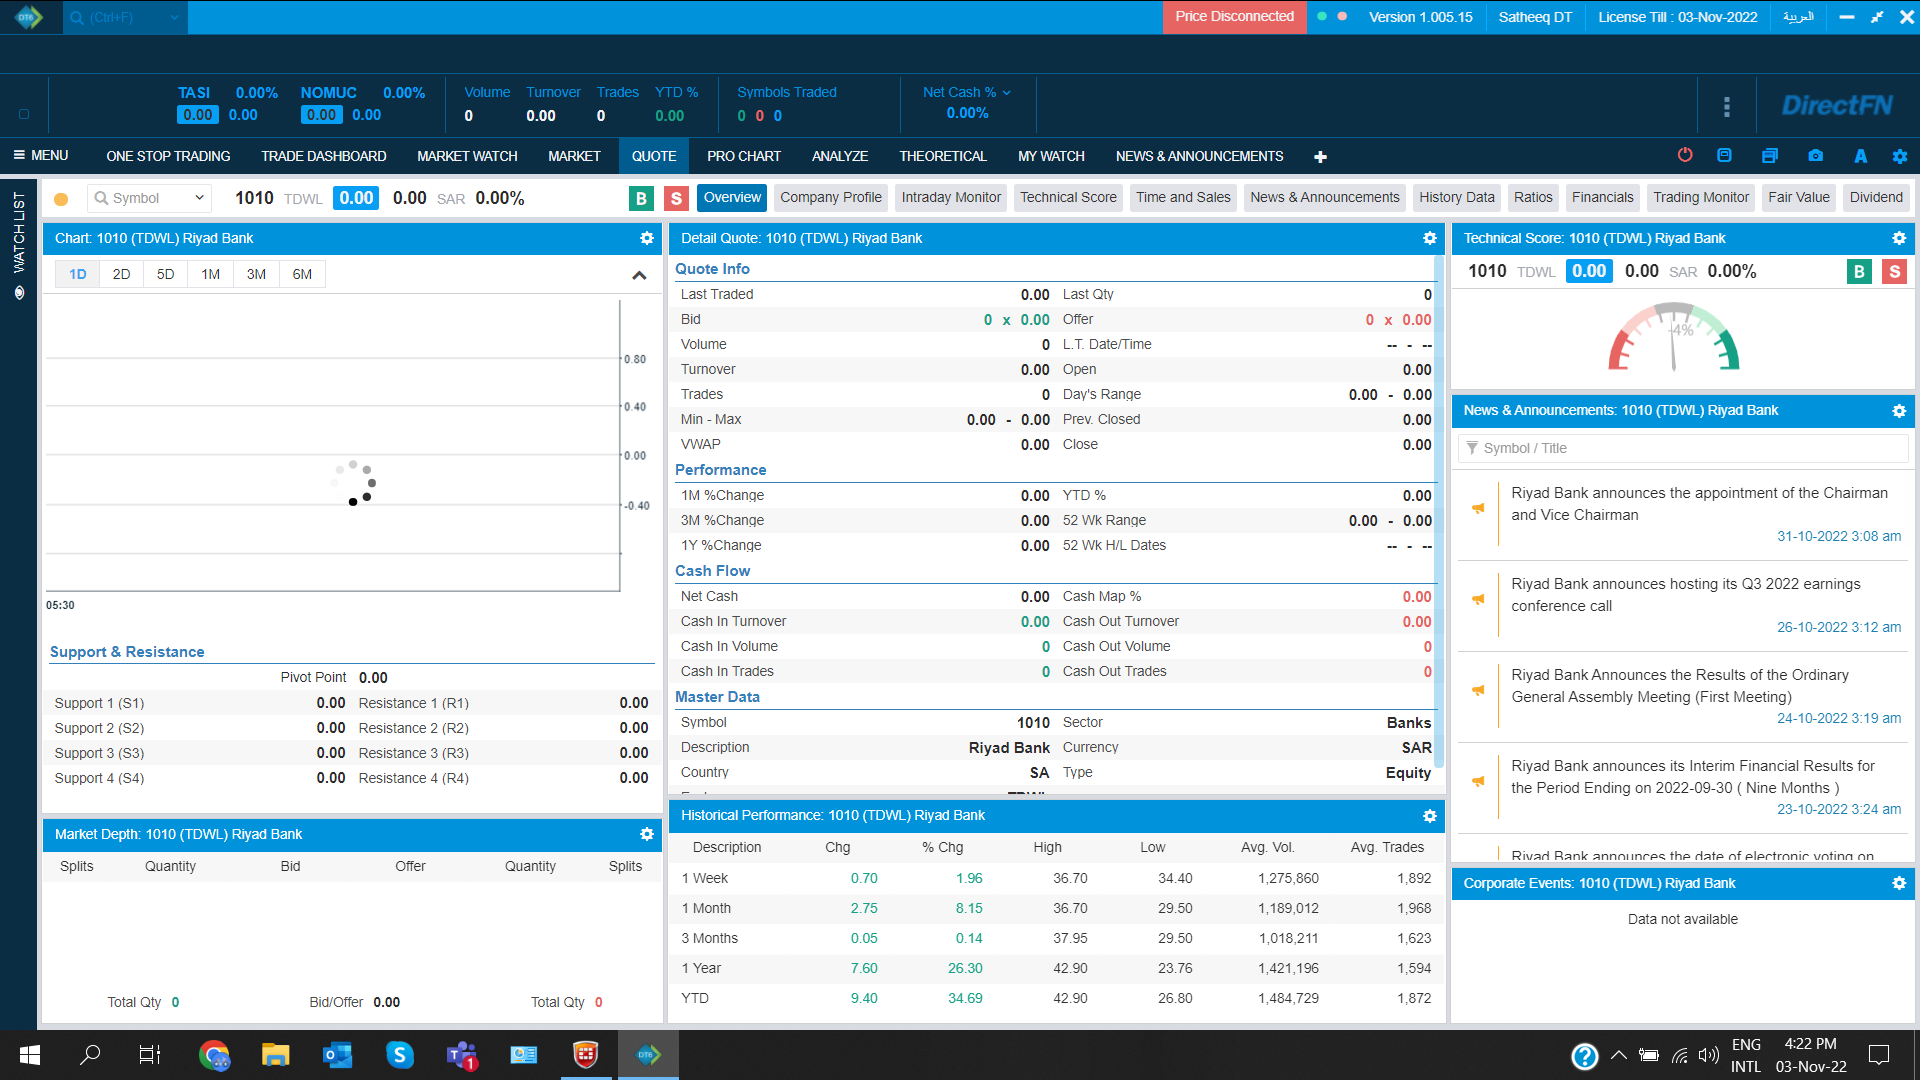 DT6
(Ctrl+F)
Price Disconnected
Version 1.005.15
Satheeq DT
License Till : 03-Nov-2022
العربية
TASI 0.00% NOMUC 0.00%
0.00 0.00 0.00 0.00
Volume Turnover Trades YTD %
0 0.00 0 0.00
Symbols Traded
0 0 0
Net Cash %
0.00%
DirectFN
MENU ONE STOP TRADING TRADE DASHBOARD MARKET WATCH MARKET QUOTE PRO CHART ANALYZE THEORETICAL MY WATCH NEWS & ANNOUNCEMENTS
A
WATCH LIST
Symbol 1010 TDWL 0.00 0.00 SAR 0.00% B S
Overview Company Profile Intraday Monitor Technical Score Time and Sales News & Announcements History Data Ratios Financials Trading Monitor Fair Value Dividend
Chart: 1010 (TDWL) Riyad Bank
1D 2D 5D 1M 3M 6M
0.80
0.40
0.00
-0.40
05:30
Support & Resistance
Pivot Point 0.00
Support 1 (S1) 0.00 Resistance 1 (R1) 0.00
Support 2 (S2) 0.00 Resistance 2 (R2) 0.00
Support 3 (S3) 0.00 Resistance 3 (R3) 0.00
Support 4 (S4) 0.00 Resistance 4 (R4) 0.00
Market Depth: 1010 (TDWL) Riyad Bank
Splits Quantity Bid Offer Quantity Splits
Total Qty 0 Bid/Offer 0.00 Total Qty 0
Detail Quote: 1010 (TDWL) Riyad Bank
Quote Info
Last Traded 0.00 Last Qty 0
Bid 0 x 0.00 Offer 0 x 0.00
Volume 0 L.T. Date/Time -- - --
Turnover 0.00 Open 0.00
Trades 0 Day's Range 0.00 - 0.00
Min - Max 0.00 - 0.00 Prev. Closed 0.00
VWAP 0.00 Close 0.00
Performance
1M %Change 0.00 YTD % 0.00
3M %Change 0.00 52 Wk Range 0.00 - 0.00
1Y %Change 0.00 52 Wk H/L Dates -- - --
Cash Flow
Net Cash 0.00 Cash Map % 0.00
Cash In Turnover 0.00 Cash Out Turnover 0.00
Cash In Volume 0 Cash Out Volume 0
Cash In Trades 0 Cash Out Trades 0
Master Data
Symbol 1010 Sector Banks
Description Riyad Bank Currency SAR
Country SA Type Equity
Historical Performance: 1010 (TDWL) Riyad Bank
Description Chg % Chg High Low Avg. Vol. Avg. Trades
1 Week 0.70 1.96 36.70 34.40 1,275,860 1,892
1 Month 2.75 8.15 36.70 29.50 1,189,012 1,968
3 Months 0.05 0.14 37.95 29.50 1,018,211 1,623
1 Year 7.60 26.30 42.90 23.76 1,421,196 1,594
YTD 9.40 34.69 42.90 26.80 1,484,729 1,872
Technical Score: 1010 (TDWL) Riyad Bank
1010 TDWL 0.00 0.00 SAR 0.00% B S
-4%
News & Announcements: 1010 (TDWL) Riyad Bank
Symbol / Title
Riyad Bank announces the appointment of the Chairman
and Vice Chairman
31-10-2022 3:08 am
Riyad Bank announces hosting its Q3 2022 earnings
conference call
26-10-2022 3:12 am
Riyad Bank Announces the Results of the Ordinary
General Assembly Meeting (First Meeting)
24-10-2022 3:19 am
Riyad Bank announces its Interim Financial Results for
the Period Ending on 2022-09-30 ( Nine Months )
23-10-2022 3:24 am
Riyad Bank announces the date of electronic voting on
Corporate Events: 1010 (TDWL) Riyad Bank
Data not available
1
DT6
ENG
INTL
4:22 PM
03-Nov-22